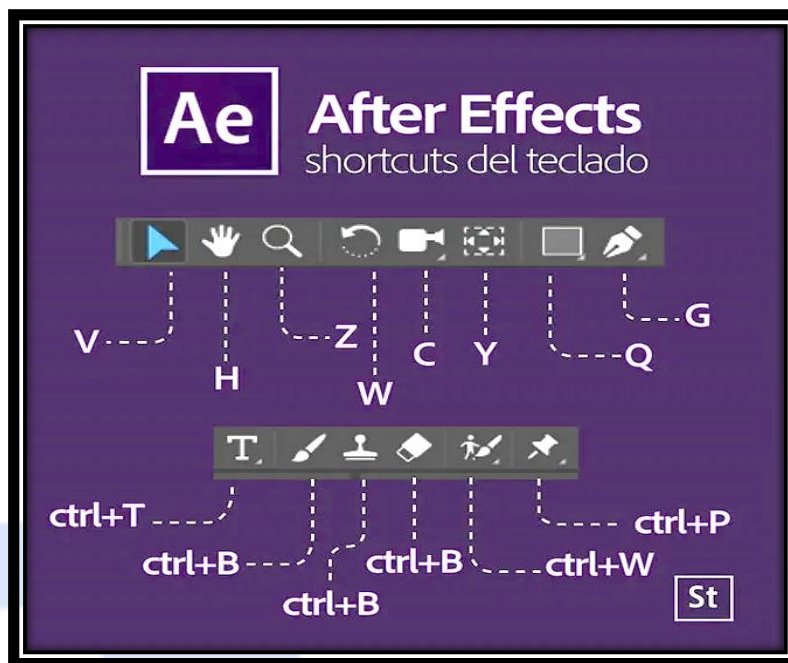 Ae
After Effects
shortcuts del teclado
V
H
Z
W
C
Y
Q
G
T
ctrl+T
ctrl+B
ctrl+B
ctrl+B
ctrl+W
ctrl+P
St